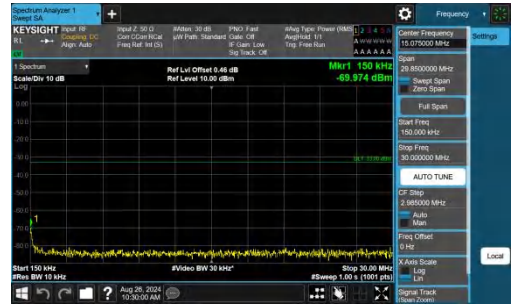 Spectrum Analyzer 1
Swept SA
Frequency
KEYSIGHT
Input: RF
Coupling: DC
Align: Auto
Input Z: 50 Ω
Corr CCorr RCal
Freq Ref: Int (S)
#Atten: 30 dB
µW Path: Standard
PNO: Fast
Gate: Off
IF Gain: Low
Sig Track: Off
#Avg Type: Power (RMS)
Avg|Hold: 1/1
Trig: Free Run
1 2 3 4 5 6
A W W W W W
A A A A A A
1 Spectrum
Scale/Div 10 dB
Ref Lvl Offset 0.46 dB
Ref Level 10.00 dBm
Mkr1 150 kHz
-69.974 dBm
Log
0.00
-10.0
-20.0
-30.0
-40.0
-50.0
-60.0
-70.0
-80.0
1
Start 150 kHz
#Res BW 10 kHz
#Video BW 30 kHz*
Stop 30.00 MHz
#Sweep 1.00 s (1001 pts)
Aug 26, 2024
10:30:00 AM
Center Frequency
15.075000 MHz
Span
29.8500000 MHz
Swept Span
Zero Span
Full Span
Start Freq
150.000 kHz
Stop Freq
30.000000 MHz
AUTO TUNE
CF Step
2.985000 MHz
Auto
Man
Freq Offset
0 Hz
X Axis Scale
Log
Lin
Signal Track
(Span Zoom)
Settings
Local